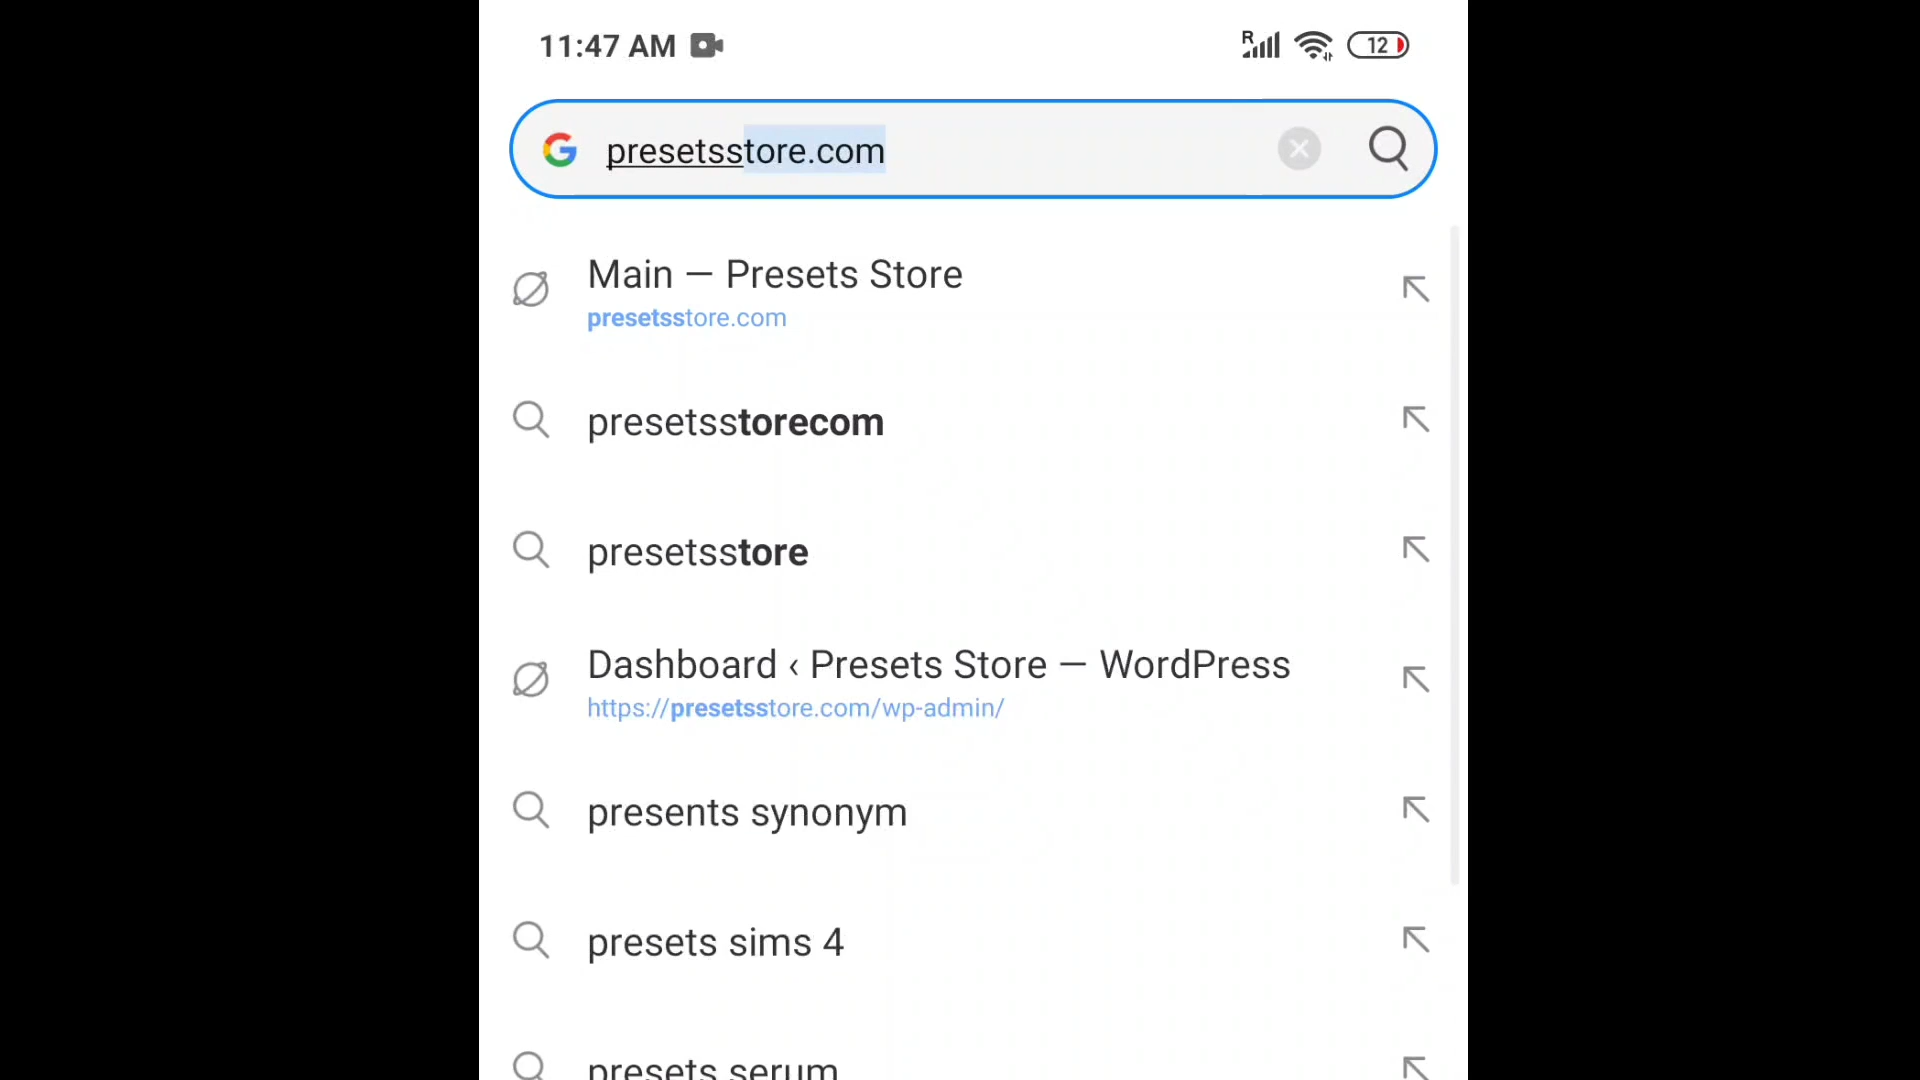 11:47 AM
R
12
presetsstore.com
Main — Presets Store
presetsstore.com
presetsstorecom
presetsstore
Dashboard ‹ Presets Store — WordPress
https://presetsstore.com/wp-admin/
presents synonym
presets sims 4
presets serum